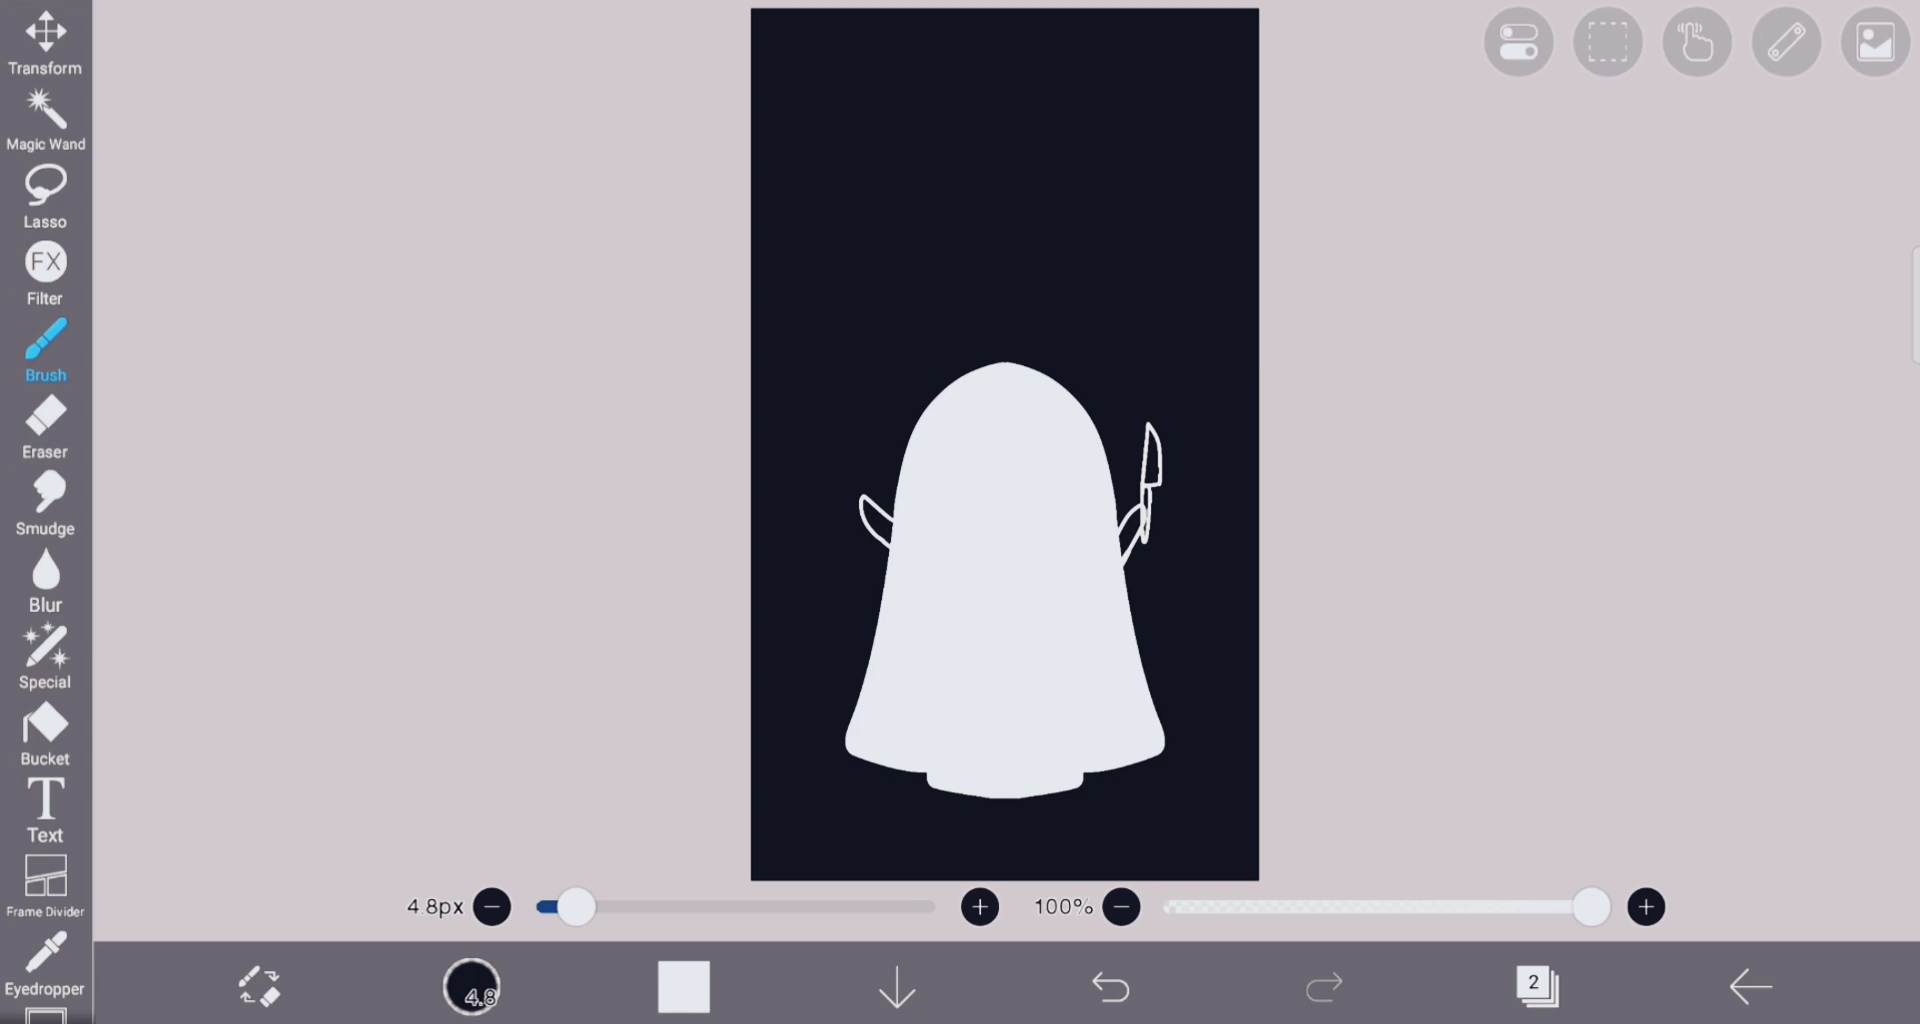 Transform
Magic Wand
Lasso
FX
Filter
Brush
Eraser
Smudge
Blur
Special
Bucket
T
Text
Frame Divider
Eyedropper
4.8px
100%
4.8
2